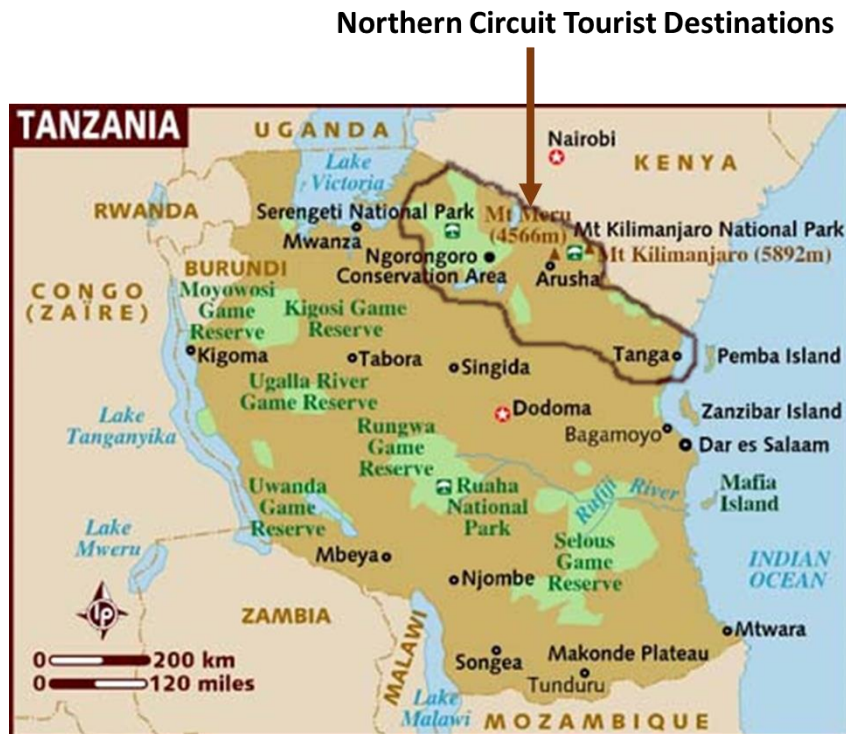 Northern Circuit Tourist Destinations
TANZANIA
UGANDA
Nairobi
KENYA
Lake
Victoria
RWANDA
Serengeti National Park
Mt Meru
(4566m)
Mt Kilimanjaro National Park
Mt Kilimanjaro (5892m)
Mwanza
Ngorongoro
Conservation Area
Arusha
BURUNDI
CONGO
(ZAÏRE)
Moyowosi
Game
Reserve
Kigosi Game
Reserve
Kigoma
Tabora
Singida
Tanga
Pemba Island
Ugalla River
Game Reserve
Dodoma
Zanzibar Island
Lake
Tanganyika
Rungwa
Game
Reserve
Bagamoyo
Dar es Salaam
Uwanda
Game
Reserve
Ruaha
National
Park
Rufiji River
Mafia
Island
Lake
Mweru
Selous
Game
Reserve
Mbeya
INDIAN
OCEAN
Njombe
lp
ZAMBIA
MALAWI
Mtwara
0 200 km
0 120 miles
Songea
Makonde Plateau
Tunduru
Lake
Malawi
MOZAMBIQUE